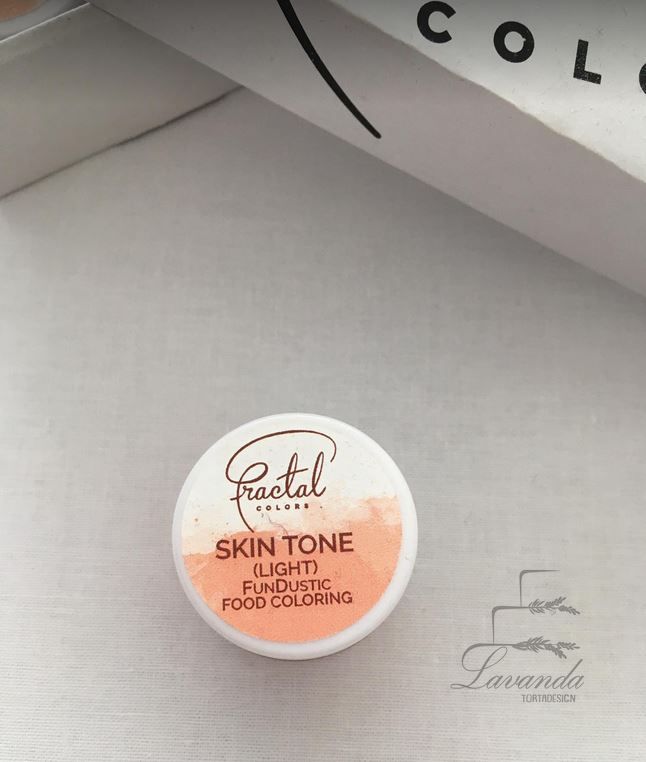 COLO
fractal
COLORS
SKIN TONE
(LIGHT)
FUNDUSTIC
FOOD COLORING
Lavanda
TORTADESIGN